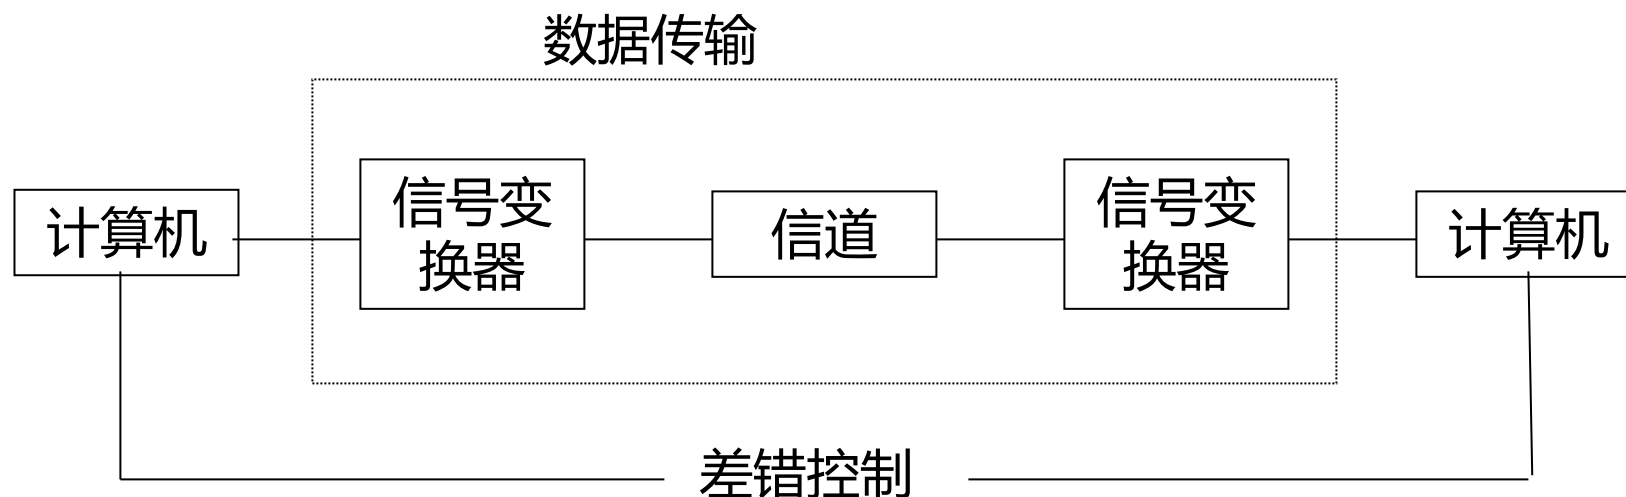 数据传输
计算机
信号变
换器
信道
信号变
换器
计算机
差错控制